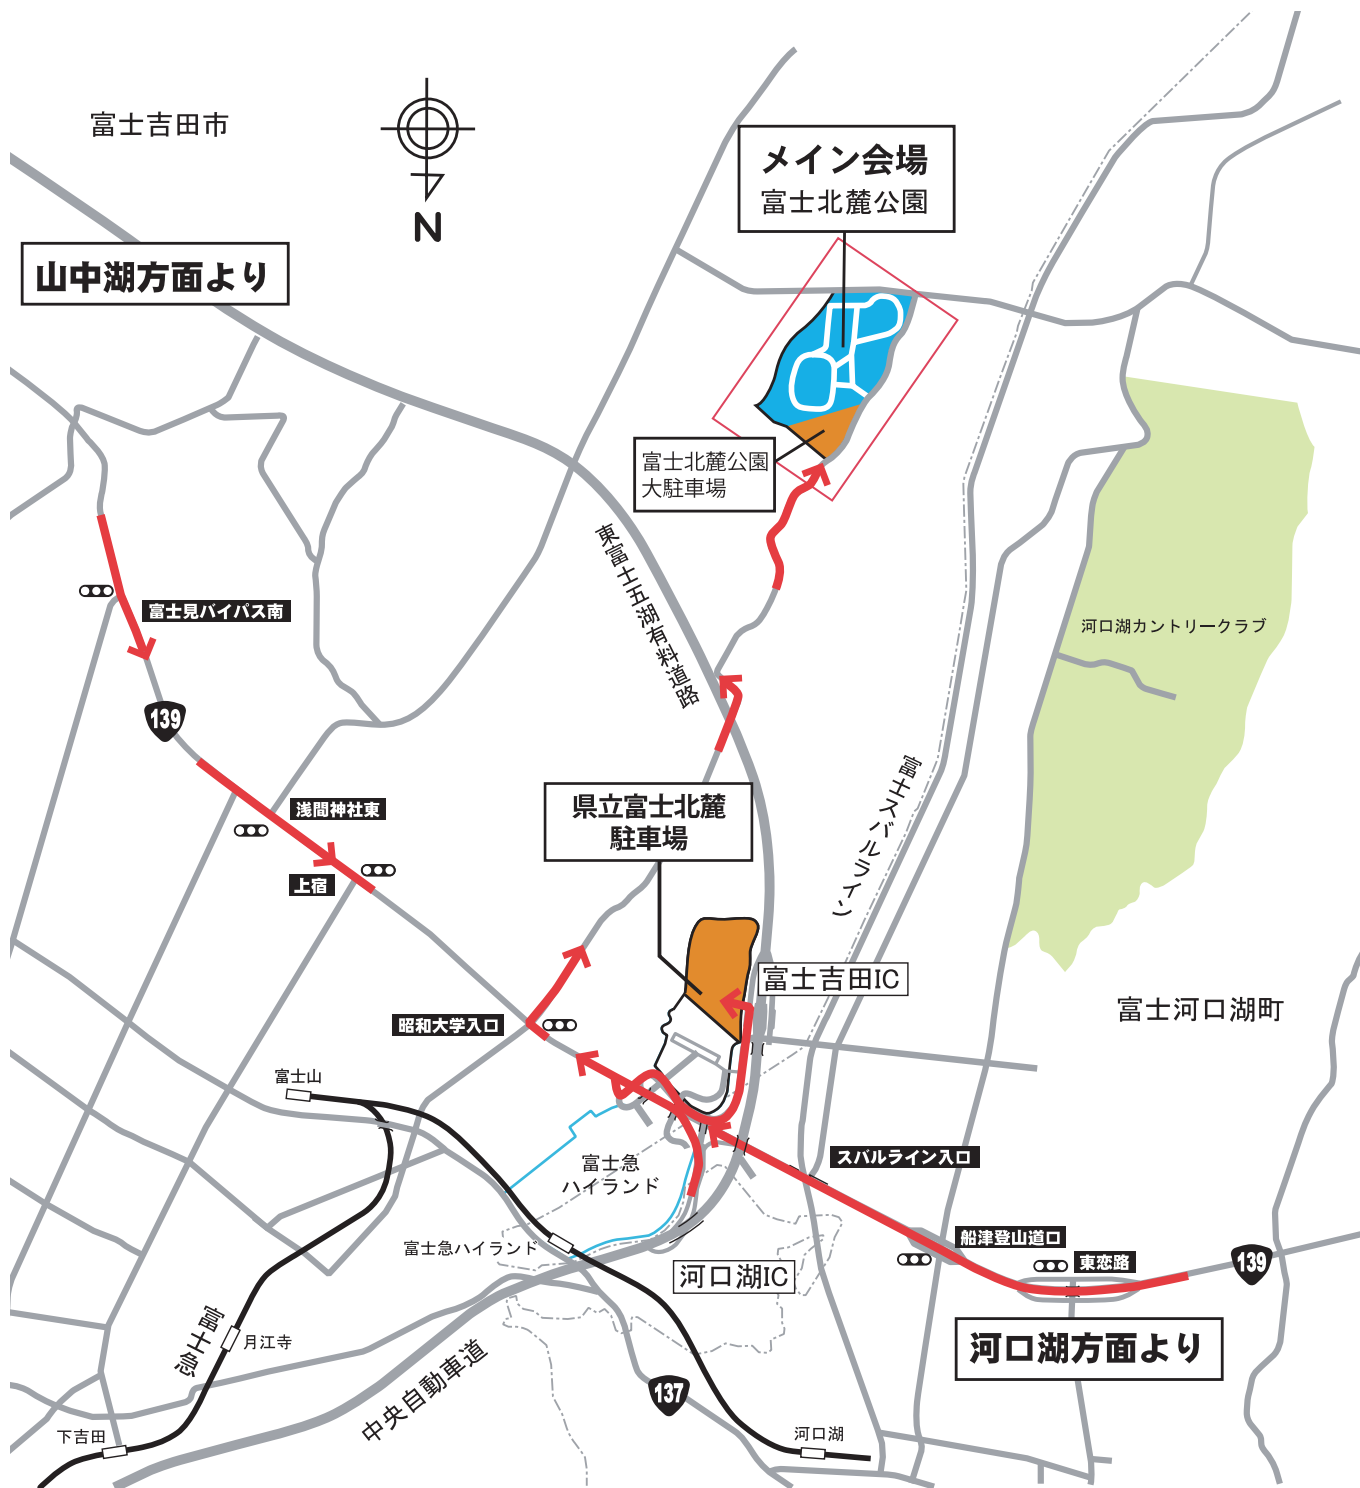 富士吉田市
N
メイン会場
富士北麓公園
山中湖方面より
富士北麓公園
大駐車場
東富士五湖有料道路
富士見バイパス南
河口湖カントリークラブ
139
富士スバルライン
県立富士北麓
駐車場
浅間神社東
上宿
富士吉田IC
富士河口湖町
昭和大学入口
富士山
スバルライン入口
富士急
ハイランド
船津登山道口
東恋路
139
富士急ハイランド
河口湖IC
富士急
月江寺
河口湖方面より
中央自動車道
137
下吉田
河口湖